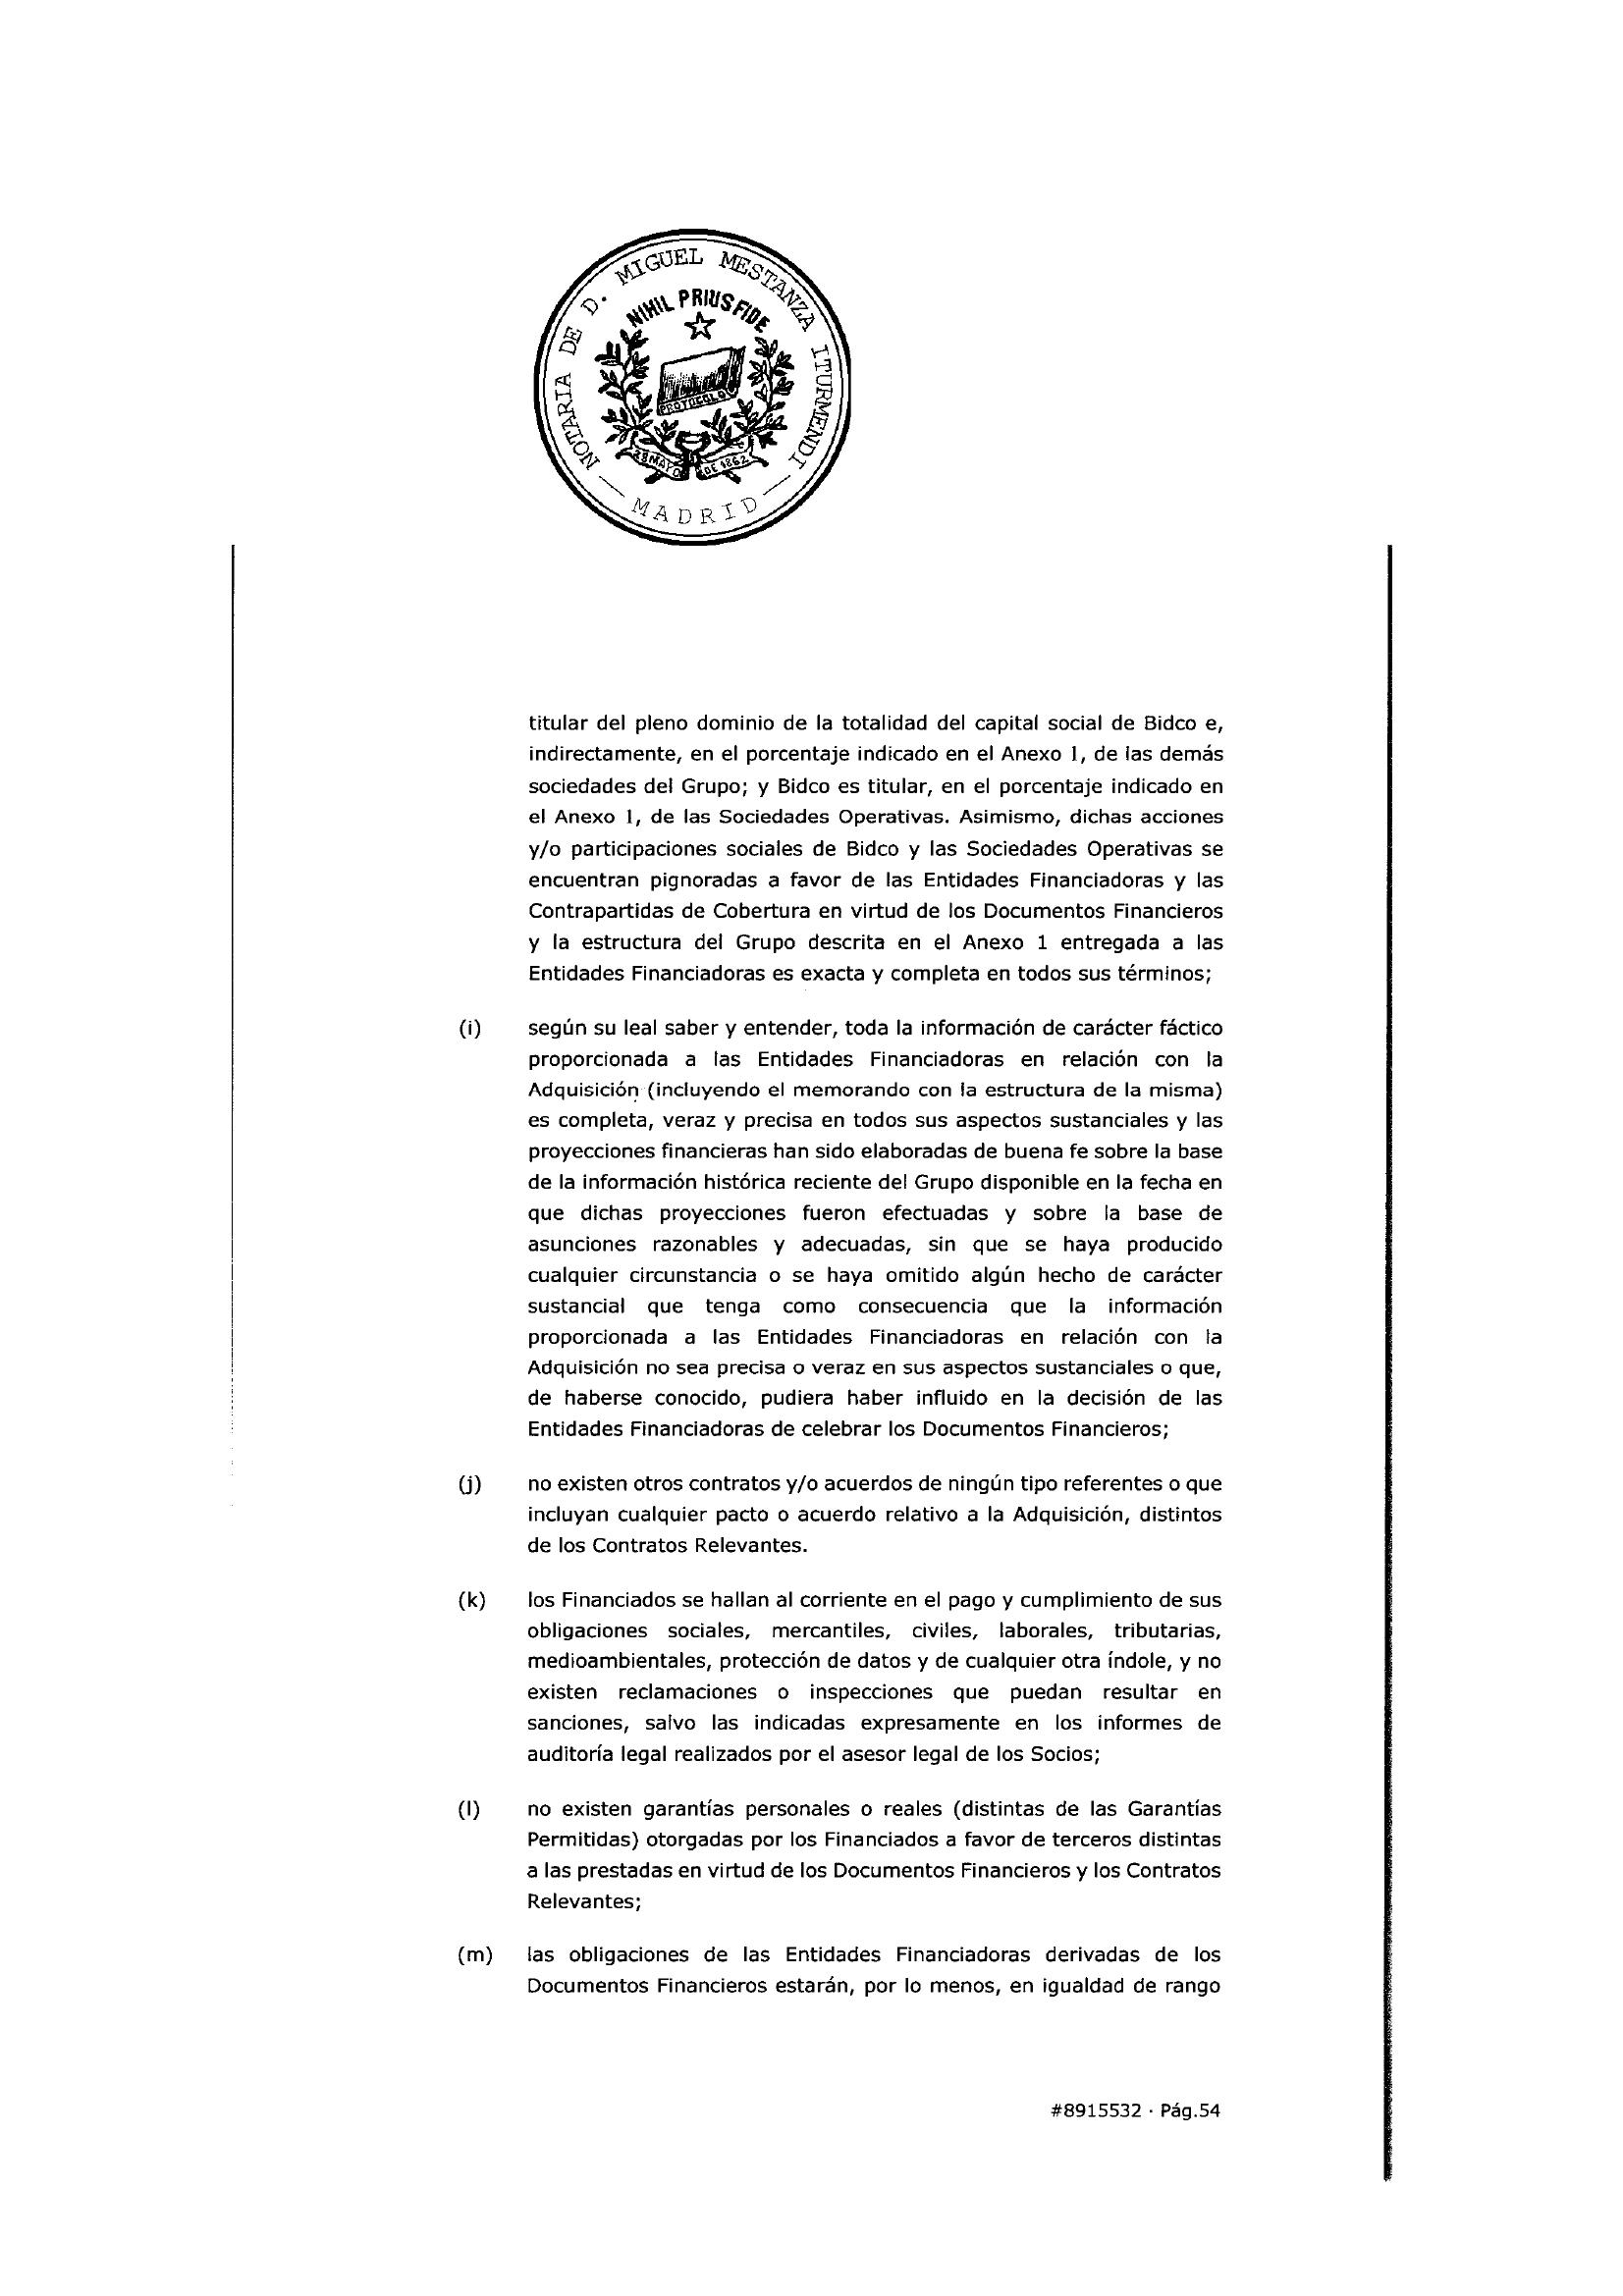 NOTARIA DE D. MIGUEL MESTANZA ITURMENDI
NIHIL PRIUS FIDE
PROTOCOLO
28 MAYO DE 1862
— MADRID —
titular del pleno dominio de la totalidad del capital social de Bidco e,
indirectamente, en el porcentaje indicado en el Anexo 1, de las demás
sociedades del Grupo; y Bidco es titular, en el porcentaje indicado en
el Anexo 1, de las Sociedades Operativas. Asimismo, dichas acciones
y/o participaciones sociales de Bidco y las Sociedades Operativas se
encuentran pignoradas a favor de las Entidades Financiadoras y las
Contrapartidas de Cobertura en virtud de los Documentos Financieros
y la estructura del Grupo descrita en el Anexo 1 entregada a las
Entidades Financiadoras es exacta y completa en todos sus términos;
(i) según su leal saber y entender, toda la información de carácter fáctico
proporcionada a las Entidades Financiadoras en relación con la
Adquisición (incluyendo el memorando con la estructura de la misma)
es completa, veraz y precisa en todos sus aspectos sustanciales y las
proyecciones financieras han sido elaboradas de buena fe sobre la base
de la información histórica reciente del Grupo disponible en la fecha en
que dichas proyecciones fueron efectuadas y sobre la base de
asunciones razonables y adecuadas, sin que se haya producido
cualquier circunstancia o se haya omitido algún hecho de carácter
sustancial que tenga como consecuencia que la información
proporcionada a las Entidades Financiadoras en relación con la
Adquisición no sea precisa o veraz en sus aspectos sustanciales o que,
de haberse conocido, pudiera haber influido en la decisión de las
Entidades Financiadoras de celebrar los Documentos Financieros;
(j) no existen otros contratos y/o acuerdos de ningún tipo referentes o que
incluyan cualquier pacto o acuerdo relativo a la Adquisición, distintos
de los Contratos Relevantes.
(k) los Financiados se hallan al corriente en el pago y cumplimiento de sus
obligaciones sociales, mercantiles, civiles, laborales, tributarias,
medioambientales, protección de datos y de cualquier otra índole, y no
existen reclamaciones o inspecciones que puedan resultar en
sanciones, salvo las indicadas expresamente en los informes de
auditoría legal realizados por el asesor legal de los Socios;
(l) no existen garantías personales o reales (distintas de las Garantías
Permitidas) otorgadas por los Financiados a favor de terceros distintas
a las prestadas en virtud de los Documentos Financieros y los Contratos
Relevantes;
(m) las obligaciones de las Entidades Financiadoras derivadas de los
Documentos Financieros estarán, por lo menos, en igualdad de rango
#8915532 · Pág.54